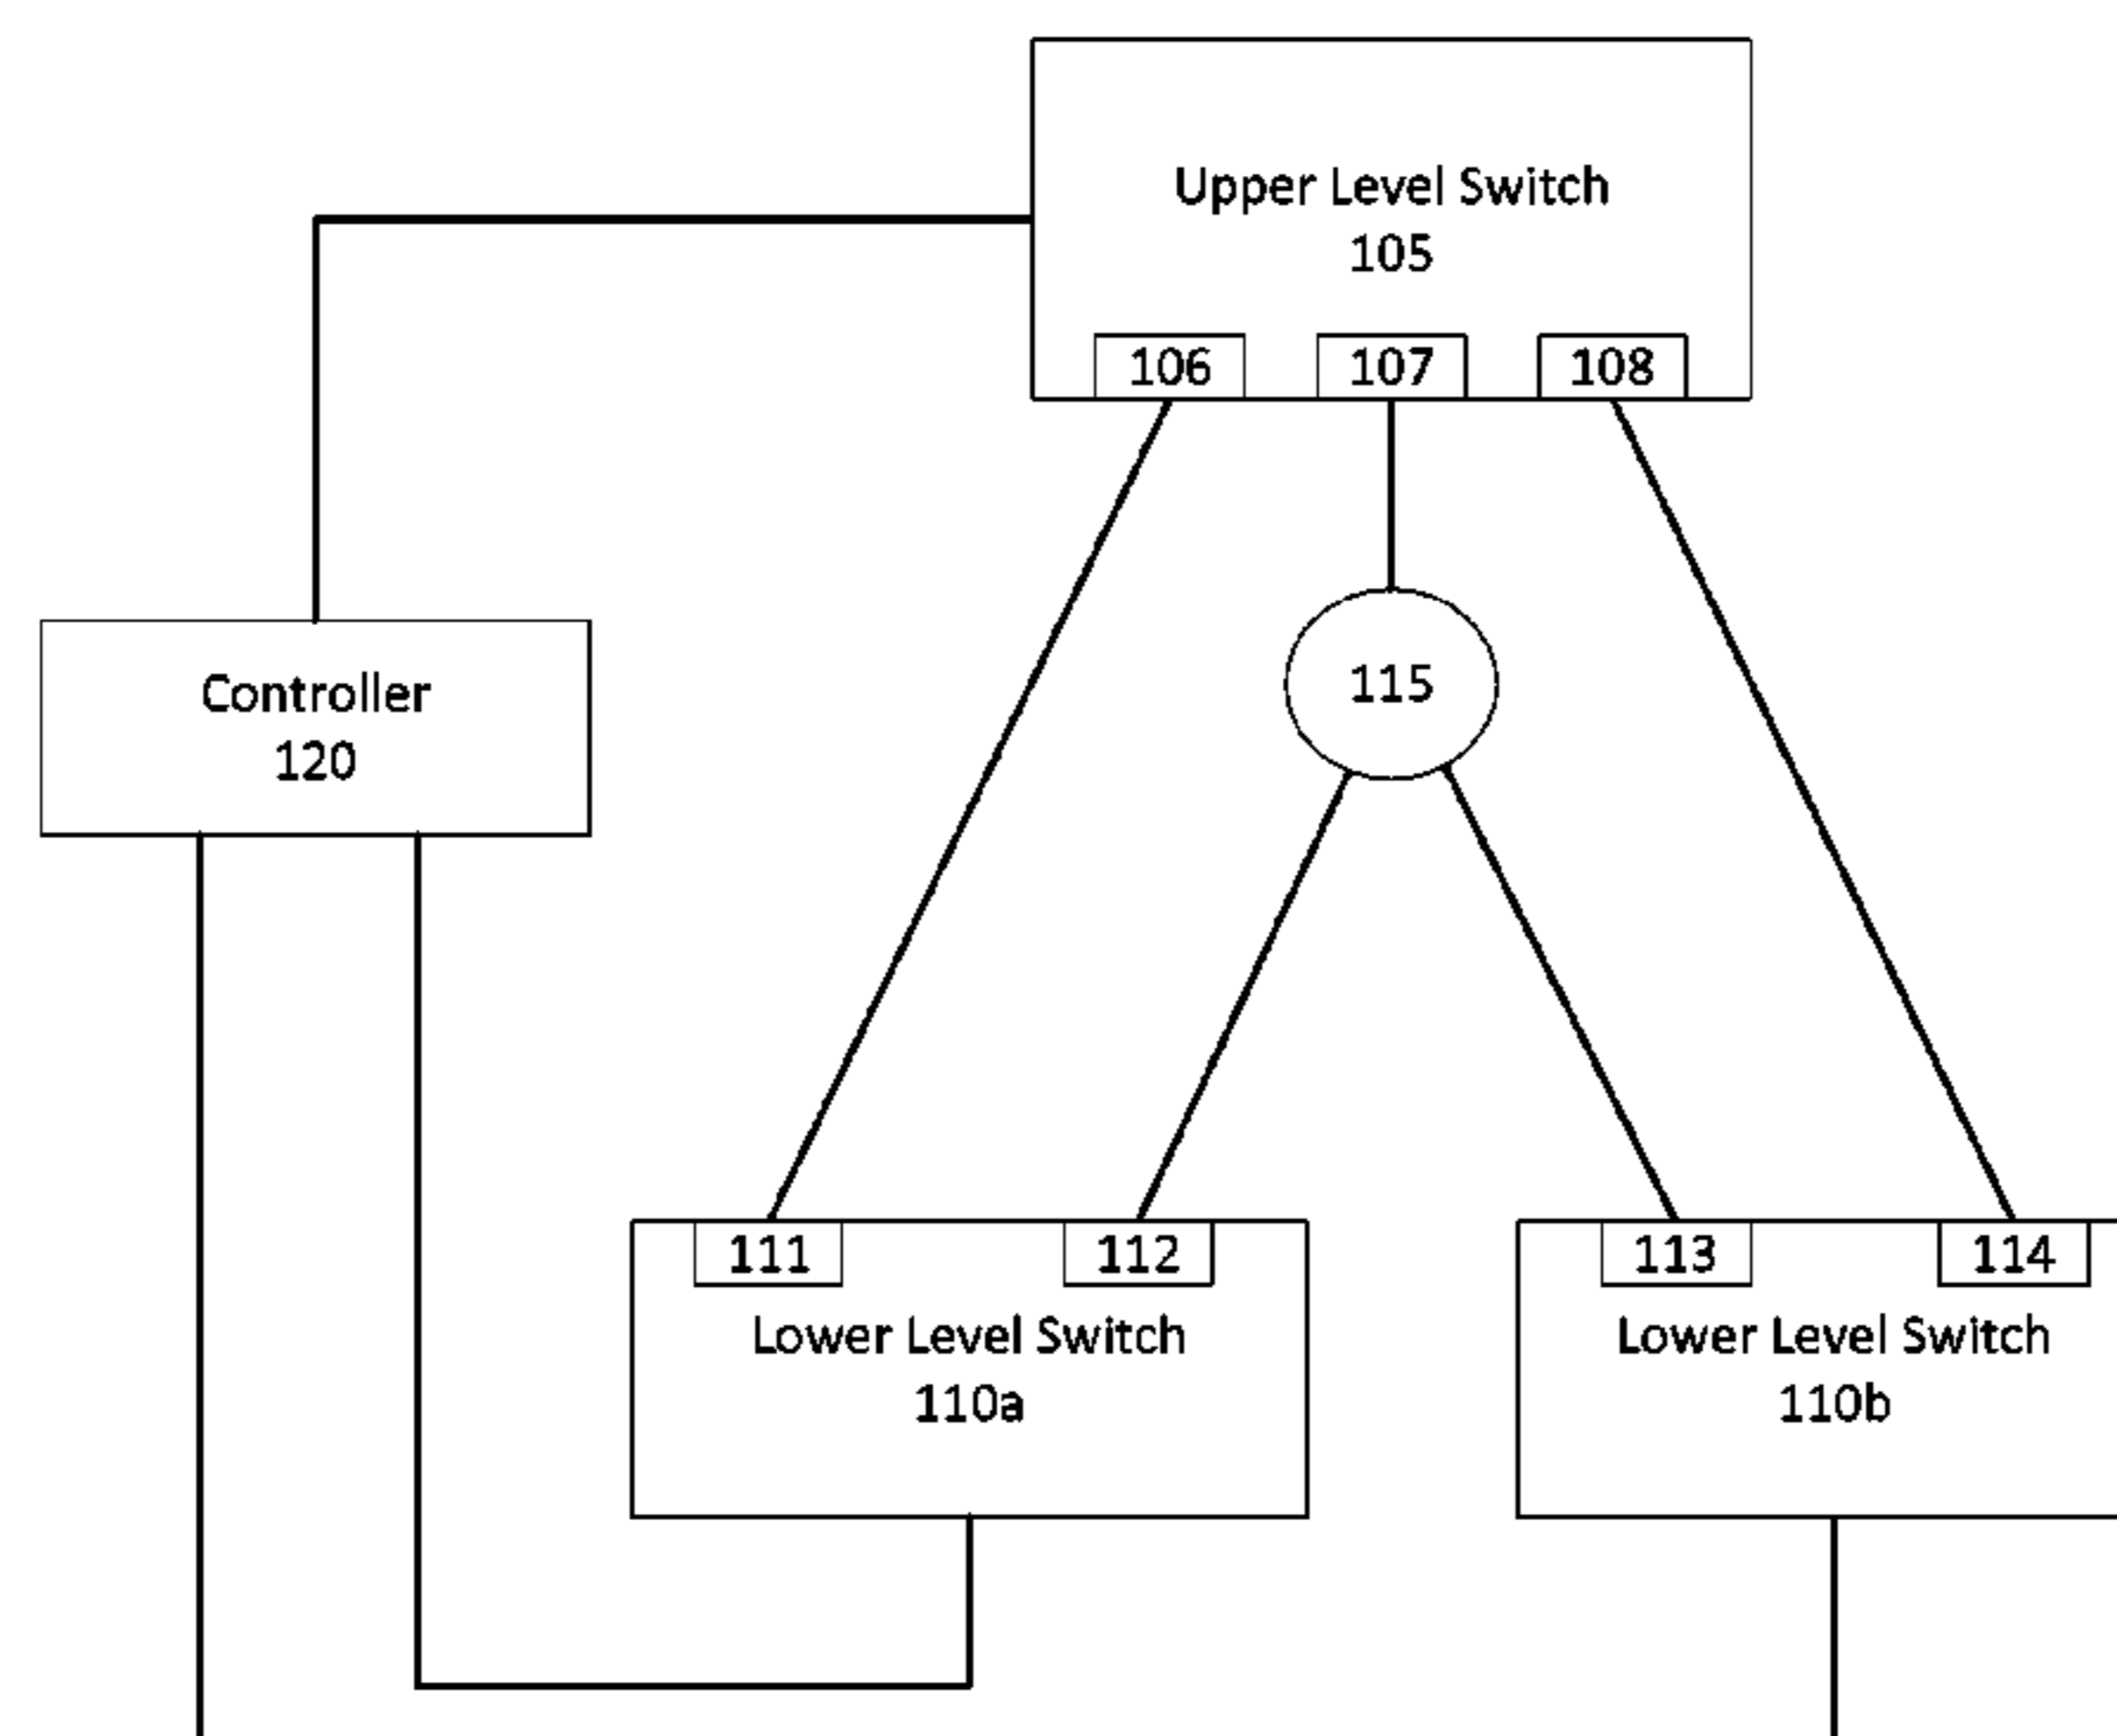 Upper Level Switch
105
106 107 108
Controller
120
115
111 112
Lower Level Switch
110a
113 114
Lower Level Switch
110b